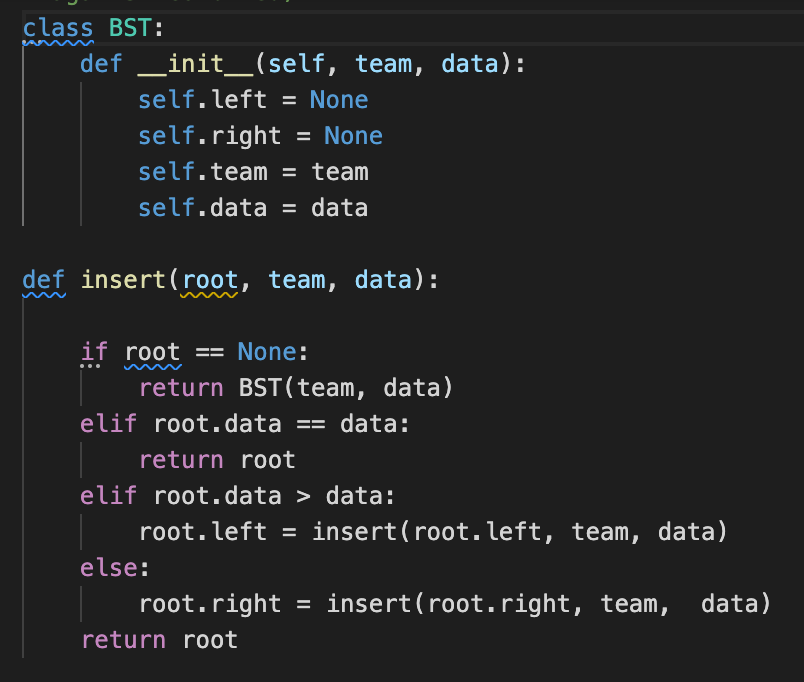 class BST:
    def __init__(self, team, data):
        self.left = None
        self.right = None
        self.team = team
        self.data = data

def insert(root, team, data):

    if root == None:
        return BST(team, data)
    elif root.data == data:
        return root
    elif root.data > data:
        root.left = insert(root.left, team, data)
    else:
        root.right = insert(root.right, team,  data)
    return root